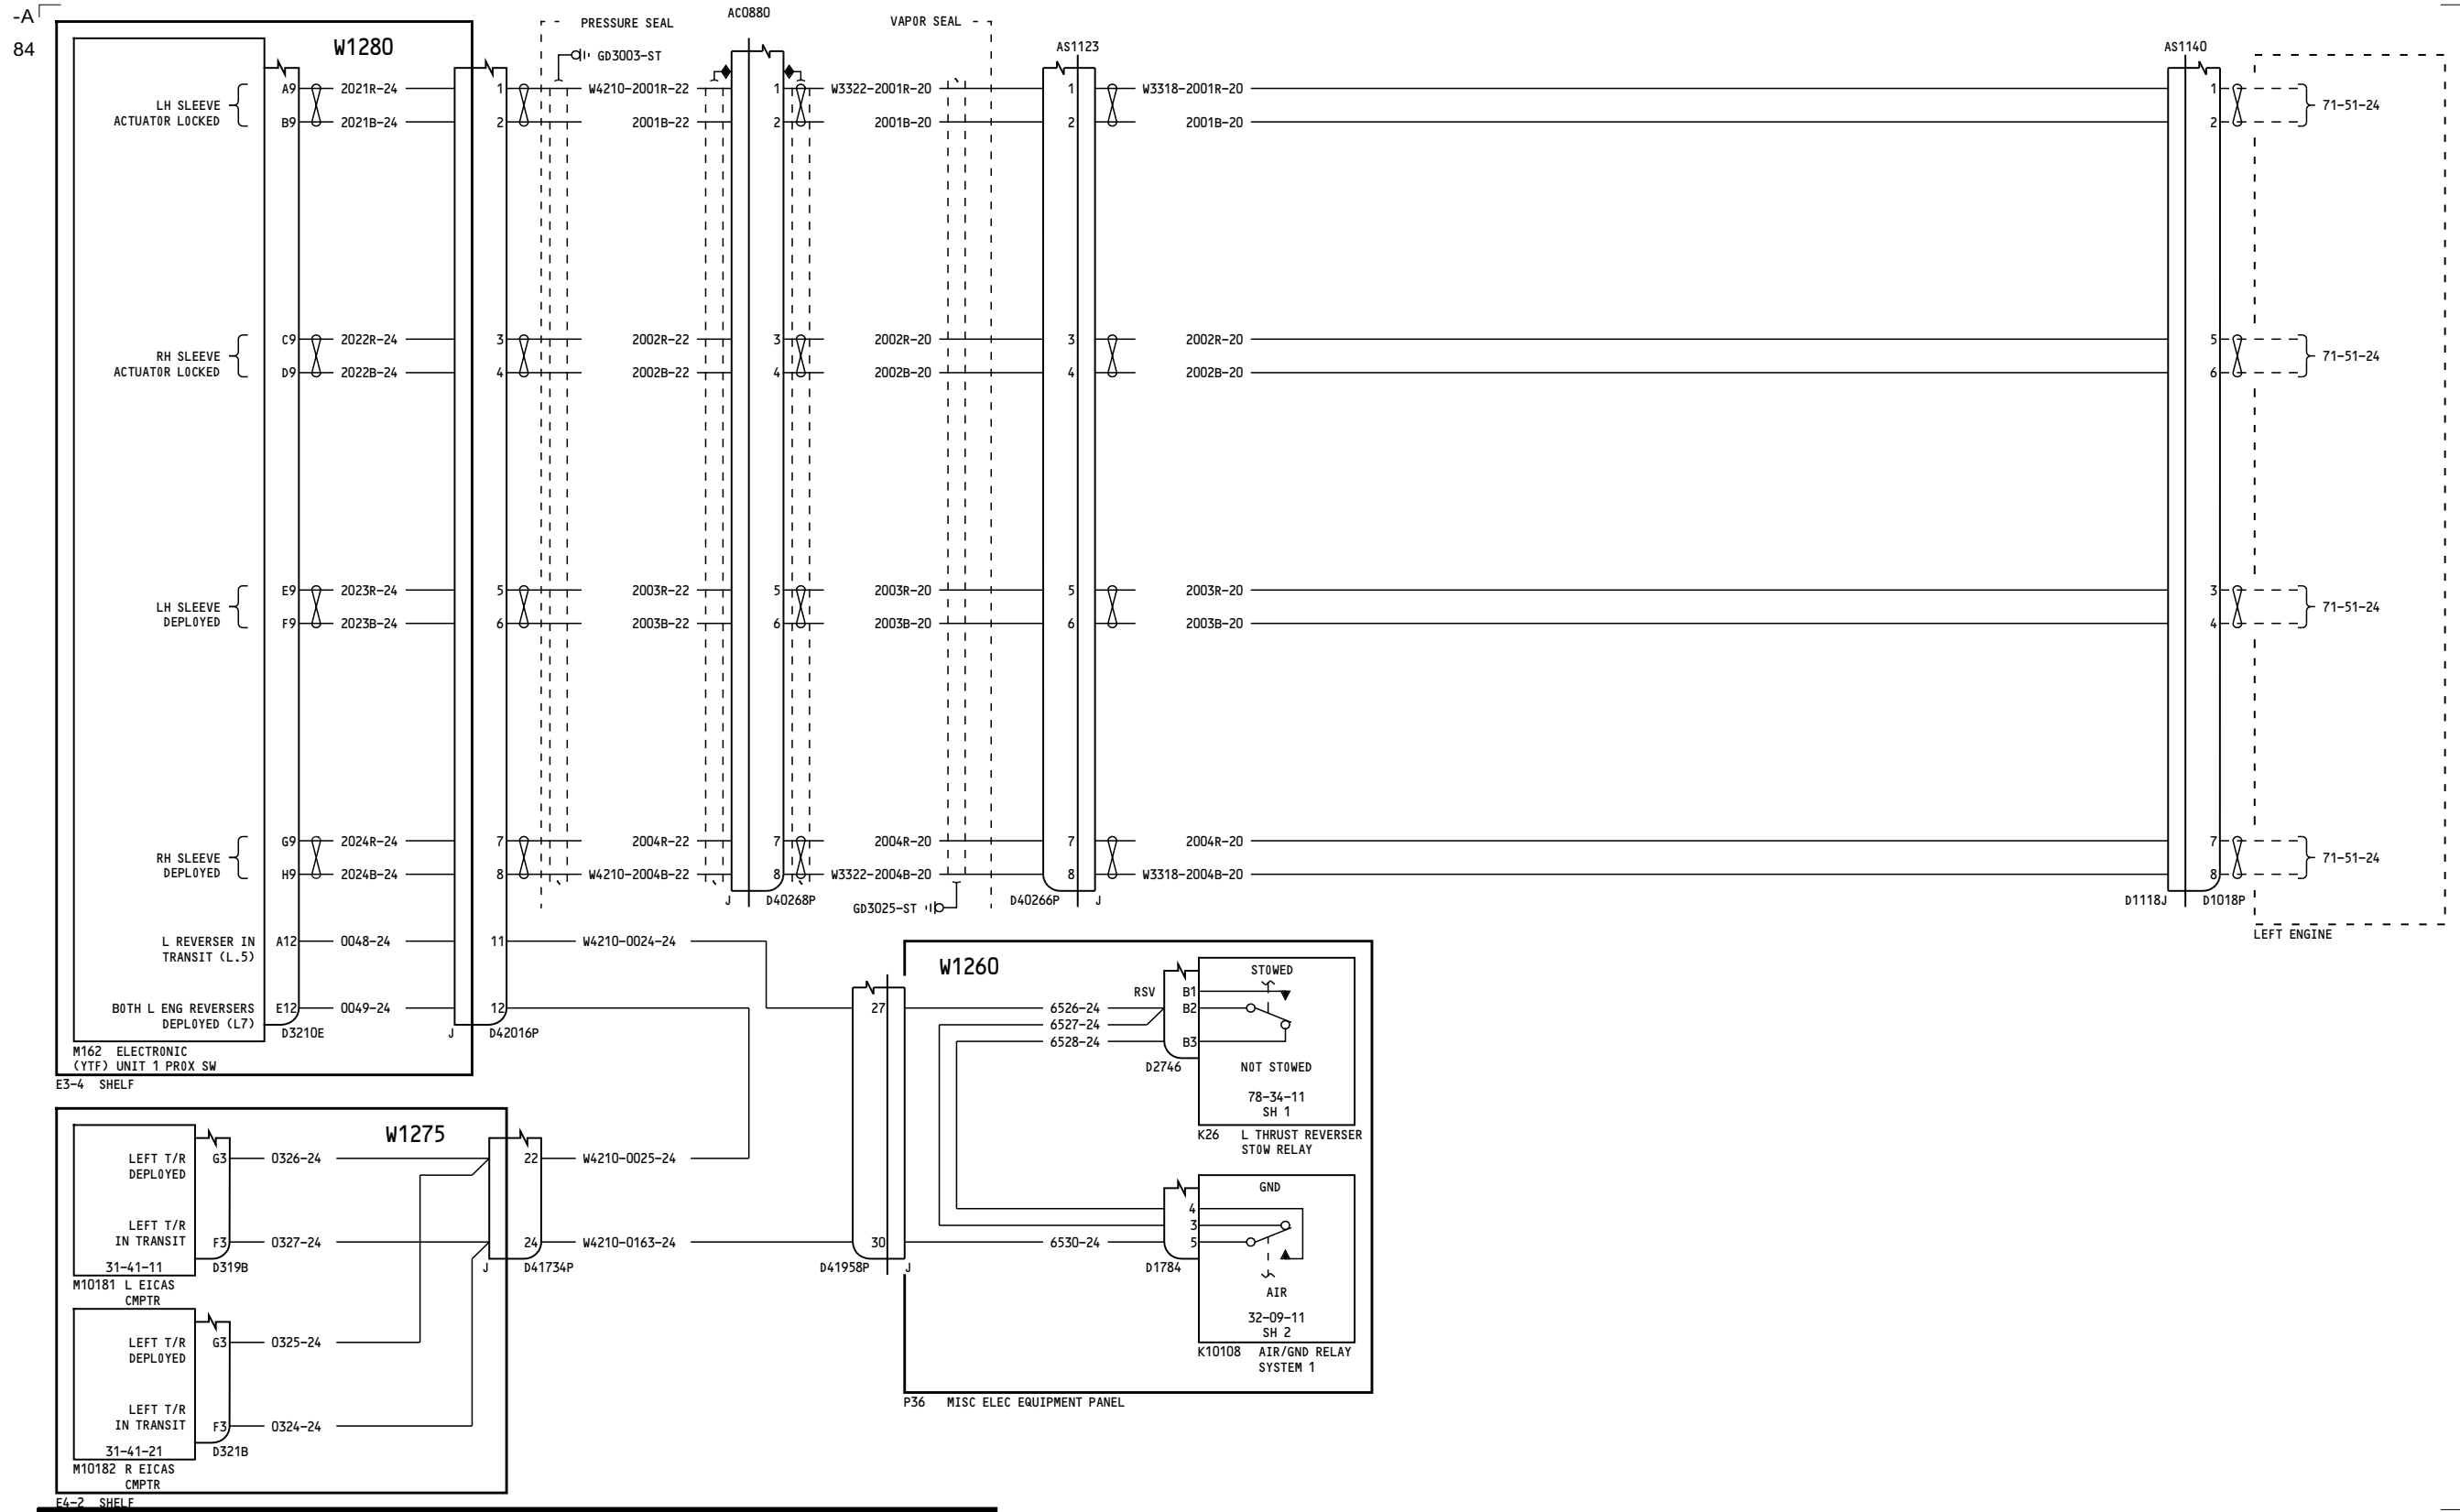 -A
84
PRESSURE SEAL
AC0880
VAPOR SEAL
W1280
GD3003-ST
AS1123
AS1140
LH SLEEVE
ACTUATOR LOCKED
A9 2021R-24 1 W4210-2001R-22 1 W3322-2001R-20 1 W3318-2001R-20 1
71-51-24
B9 2021B-24 2 2001B-22 2 2001B-20 2 2001B-20 2
RH SLEEVE
ACTUATOR LOCKED
C9 2022R-24 3 2002R-22 3 2002R-20 3 2002R-20 5
71-51-24
D9 2022B-24 4 2002B-22 4 2002B-20 4 2002B-20 6
LH SLEEVE
DEPLOYED
E9 2023R-24 5 2003R-22 5 2003R-20 5 2003R-20 3
71-51-24
F9 2023B-24 6 2003B-22 6 2003B-20 6 2003B-20 4
RH SLEEVE
DEPLOYED
G9 2024R-24 7 2004R-22 7 2004R-20 7 2004R-20 7
71-51-24
H9 2024B-24 8 W4210-2004B-22 8 W3322-2004B-20 8 W3318-2004B-20 8
J D40268P
GD3025-ST
D40266P J
D1118J D1018P
LEFT ENGINE
L REVERSER IN
TRANSIT (L.5)
A12 0048-24 11 W4210-0024-24
BOTH L ENG REVERSERS
DEPLOYED (L7)
E12 0049-24 12
D3210E
J D42016P
M162 ELECTRONIC
(YTF) UNIT 1 PROX SW
E3-4 SHELF
W1260
STOWED
RSV B1
27 6526-24 B2
6527-24
6528-24 B3
D2746
NOT STOWED
78-34-11
SH 1
K26 L THRUST REVERSER
STOW RELAY
W1275
LEFT T/R
DEPLOYED
G3 0326-24 22 W4210-0025-24
LEFT T/R
IN TRANSIT
F3 0327-24 24 W4210-0163-24 30 6530-24
GND
4
3
5
31-41-11
D319B
J D41734P
D41958P J
D1784
AIR
M10181 L EICAS
CMPTR
32-09-11
SH 2
LEFT T/R
DEPLOYED
G3 0325-24
K10108 AIR/GND RELAY
SYSTEM 1
P36 MISC ELEC EQUIPMENT PANEL
LEFT T/R
IN TRANSIT
F3 0324-24
31-41-21
D321B
M10182 R EICAS
CMPTR
E4-2 SHELF